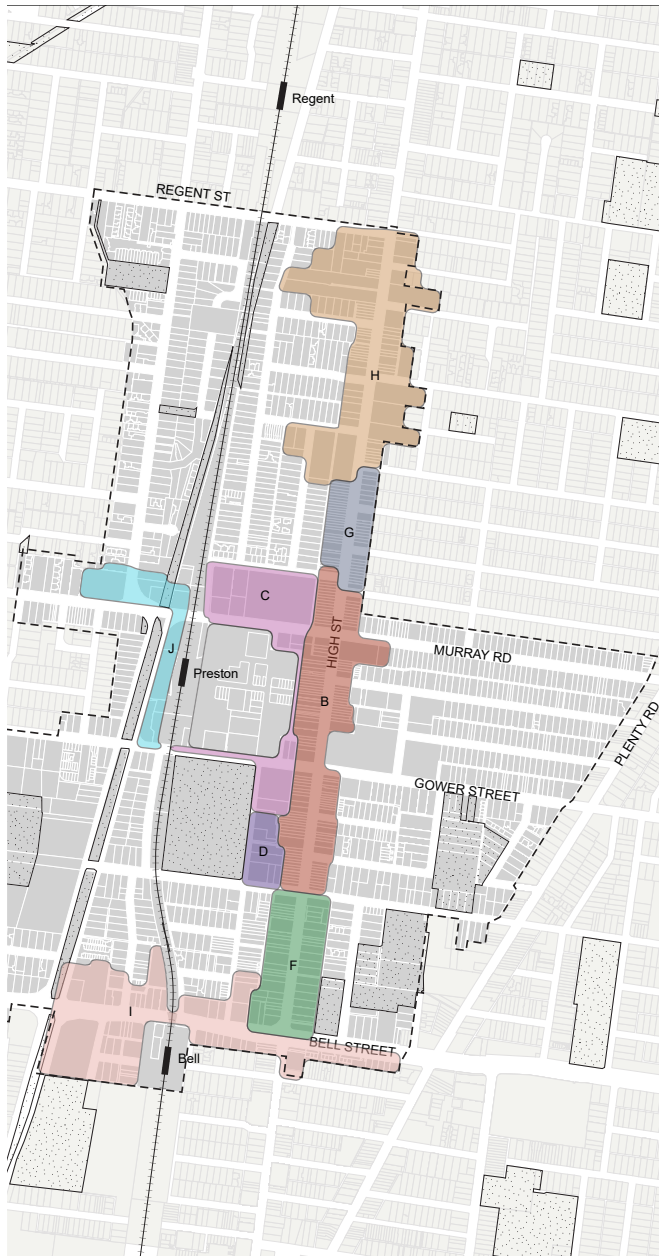 Regent
REGENT ST
H
G
C
HIGH ST
J
MURRAY RD
Preston
B
PLENTY RD
GOWER STREET
D
F
I
BELL STREET
Bell